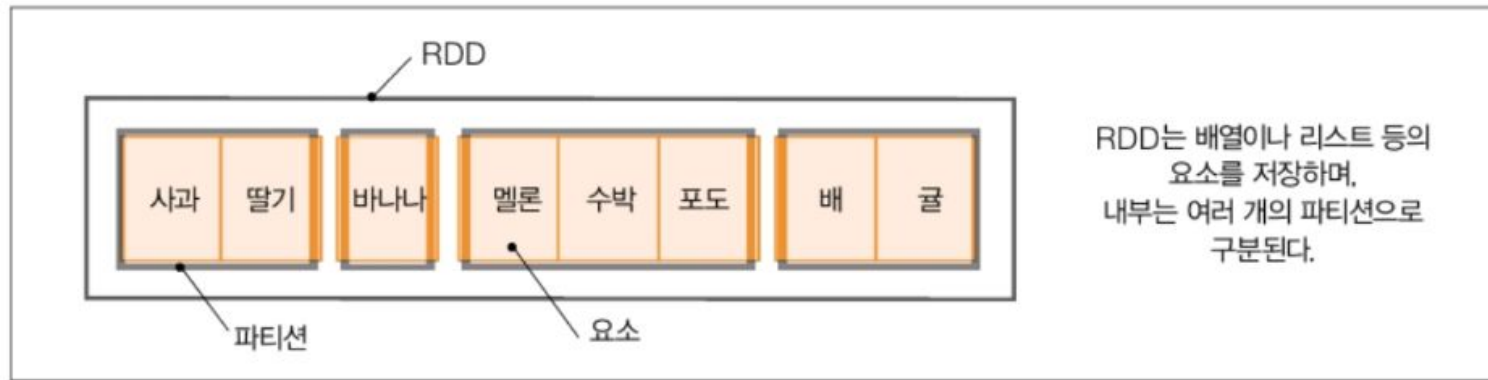 RDD
사과 딸기 바나나 멜론 수박 포도 배 귤
파티션
요소
RDD는 배열이나 리스트 등의
요소를 저장하며,
내부는 여러 개의 파티션으로
구분된다.